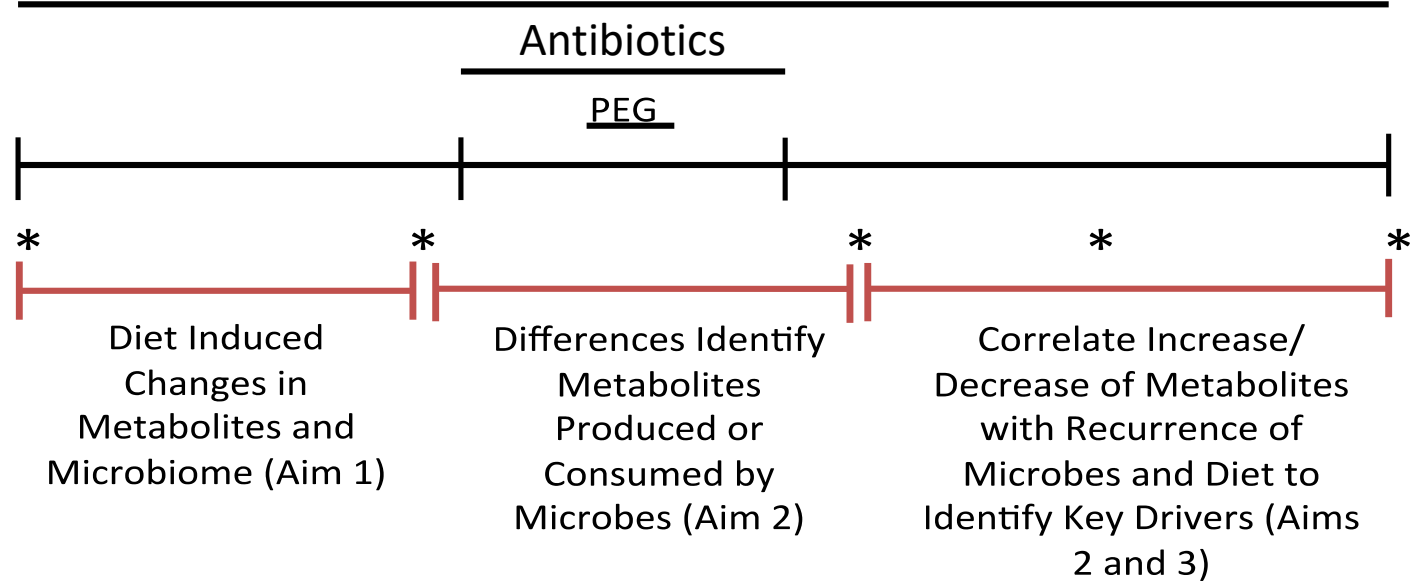 Antibiotics
PEG
* * * * *
Diet Induced
Changes in
Metabolites and
Microbiome (Aim 1)
Differences Identify
Metabolites
Produced or
Consumed by
Microbes (Aim 2)
Correlate Increase/
Decrease of Metabolites
with Recurrence of
Microbes and Diet to
Identify Key Drivers (Aims
2 and 3)